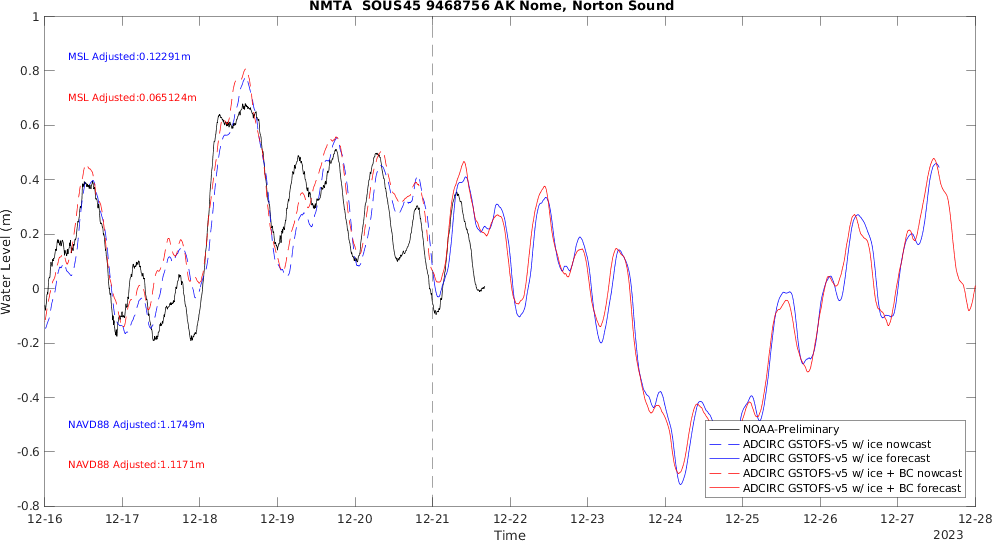 NMTA  SOUS45 9468756 AK Nome, Norton Sound
1
MSL Adjusted:0.12291m
0.8
MSL Adjusted:0.065124m
0.6
0.4
0.2
Water Level (m)
0
-0.2
-0.4
NAVD88 Adjusted:1.1749m
NOAA-Preliminary
ADCIRC GSTOFS-v5 w/ ice nowcast
-0.6
ADCIRC GSTOFS-v5 w/ ice forecast
NAVD88 Adjusted:1.1171m
ADCIRC GSTOFS-v5 w/ ice + BC nowcast
ADCIRC GSTOFS-v5 w/ ice + BC forecast
-0.8
12-16 12-17 12-18 12-19 12-20 12-21 12-22 12-23 12-24 12-25 12-26 12-27 12-28
Time
2023